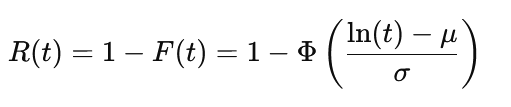 R(t) = 1 − F(t) = 1 − Φ ( ln(t) − μ / σ )